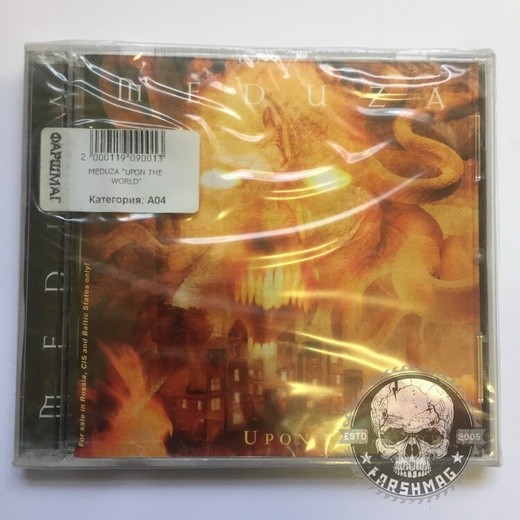 MEDUZA
ФАРШМАГ
2 000119 090013
MEDUZA "UPON THE
WORLD"
Категория: A04
MEDUZA
For sale in Russia, CIS and Baltic States only!
UPON
ESTD 2005
FARSHMAG